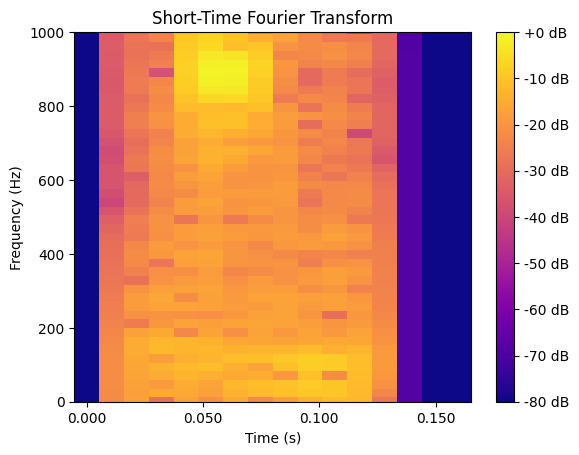 Short-Time Fourier Transform
1000
800
600
400
200
0
Frequency (Hz)
0.000
0.050
0.100
0.150
Time (s)
+0 dB
-10 dB
-20 dB
-30 dB
-40 dB
-50 dB
-60 dB
-70 dB
-80 dB